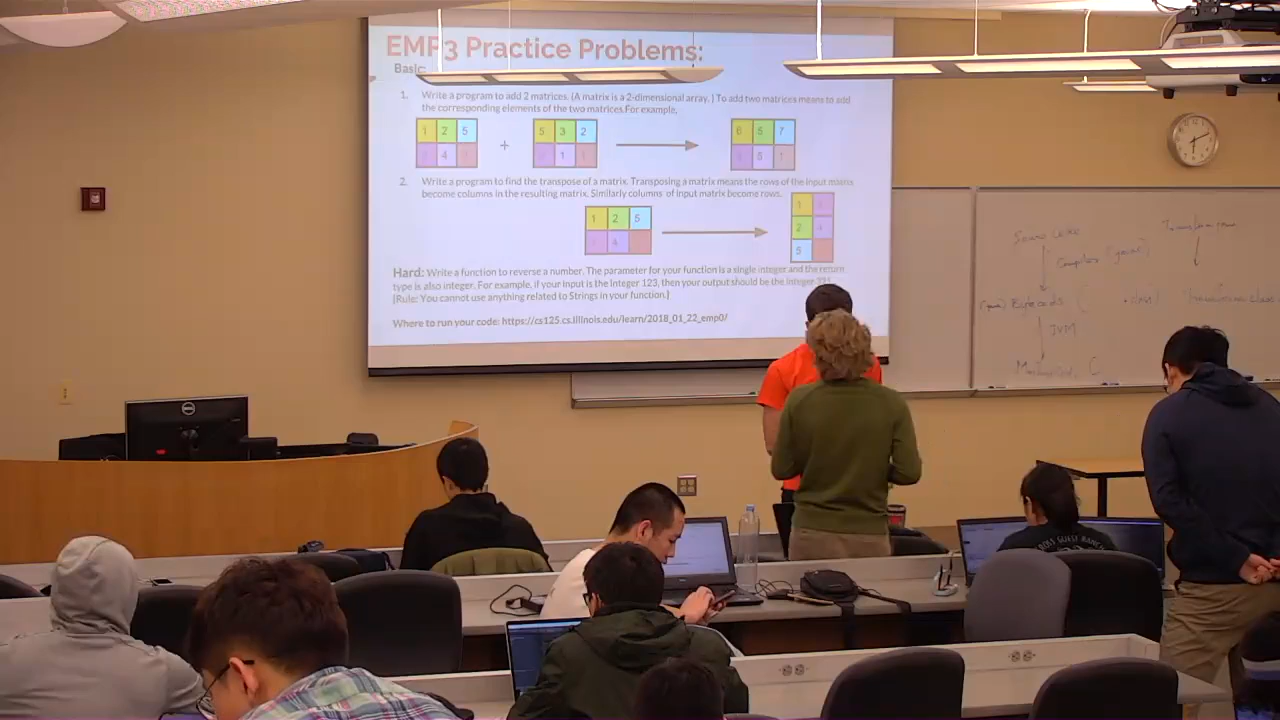 EMP3 Practice Problems:
Basic:
1. Write a program to add 2 matrices. (A matrix is a 2-dimensional array. ) To add two matrices means to add
the corresponding elements of the two matrices.For example,
1 2 5
4
+
5 3 2
1
6 5 7
5 1
2. Write a program to find the transpose of a matrix. Transposing a matrix means the rows of the input matrix
become columns in the resulting matrix. Similarly columns of input matrix become rows.
1 2 5
4
1
2 4
5
Hard: Write a function to reverse a number. The parameter for your function is a single integer and the return
type is also integer. For example, if your input is the integer 123, then your output should be the integer 321.
[Rule: You cannot use anything related to Strings in your function.]
Where to run your code: https://cs125.cs.illinois.edu/learn/2018_01_22_emp0/
Source code
Compiler
Bytecode
.class
JVM
DELL